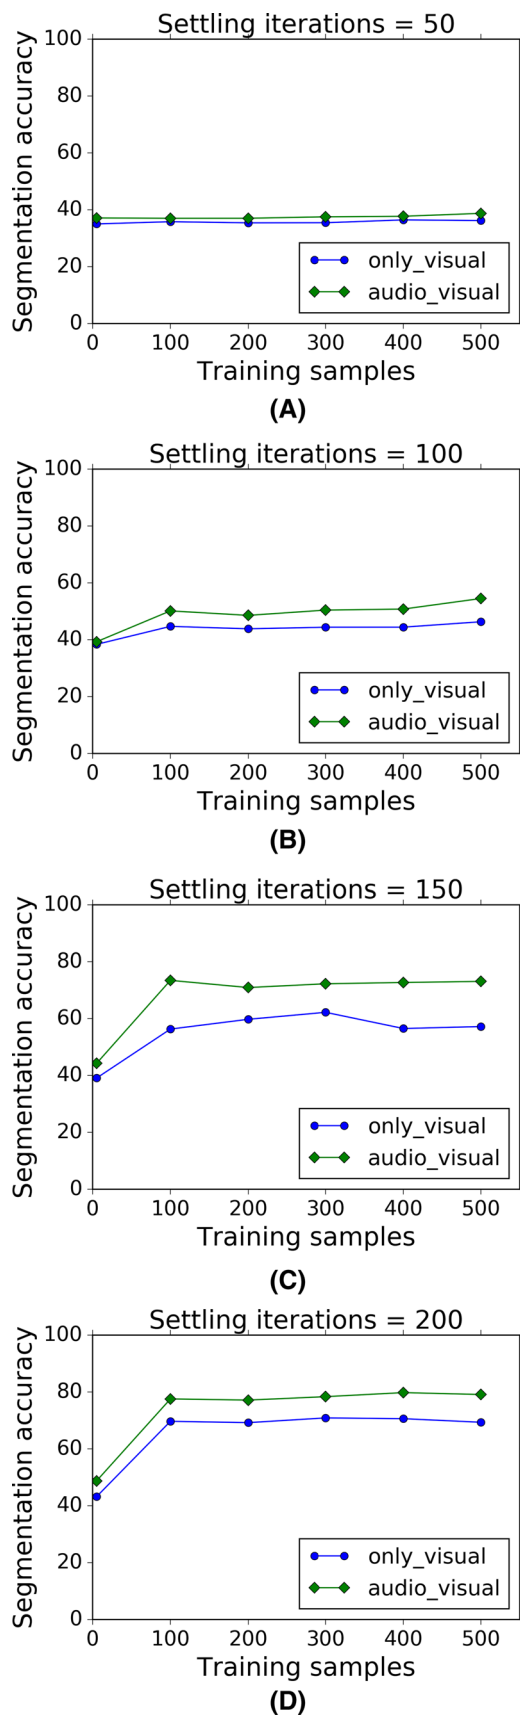 Settling iterations = 50
Segmentation accuracy
100
80
60
40
20
0
only_visual
audio_visual
0 100 200 300 400 500
Training samples
(A)
Settling iterations = 100
Segmentation accuracy
100
80
60
40
20
0
only_visual
audio_visual
0 100 200 300 400 500
Training samples
(B)
Settling iterations = 150
Segmentation accuracy
100
80
60
40
20
0
only_visual
audio_visual
0 100 200 300 400 500
Training samples
(C)
Settling iterations = 200
Segmentation accuracy
100
80
60
40
20
0
only_visual
audio_visual
0 100 200 300 400 500
Training samples
(D)